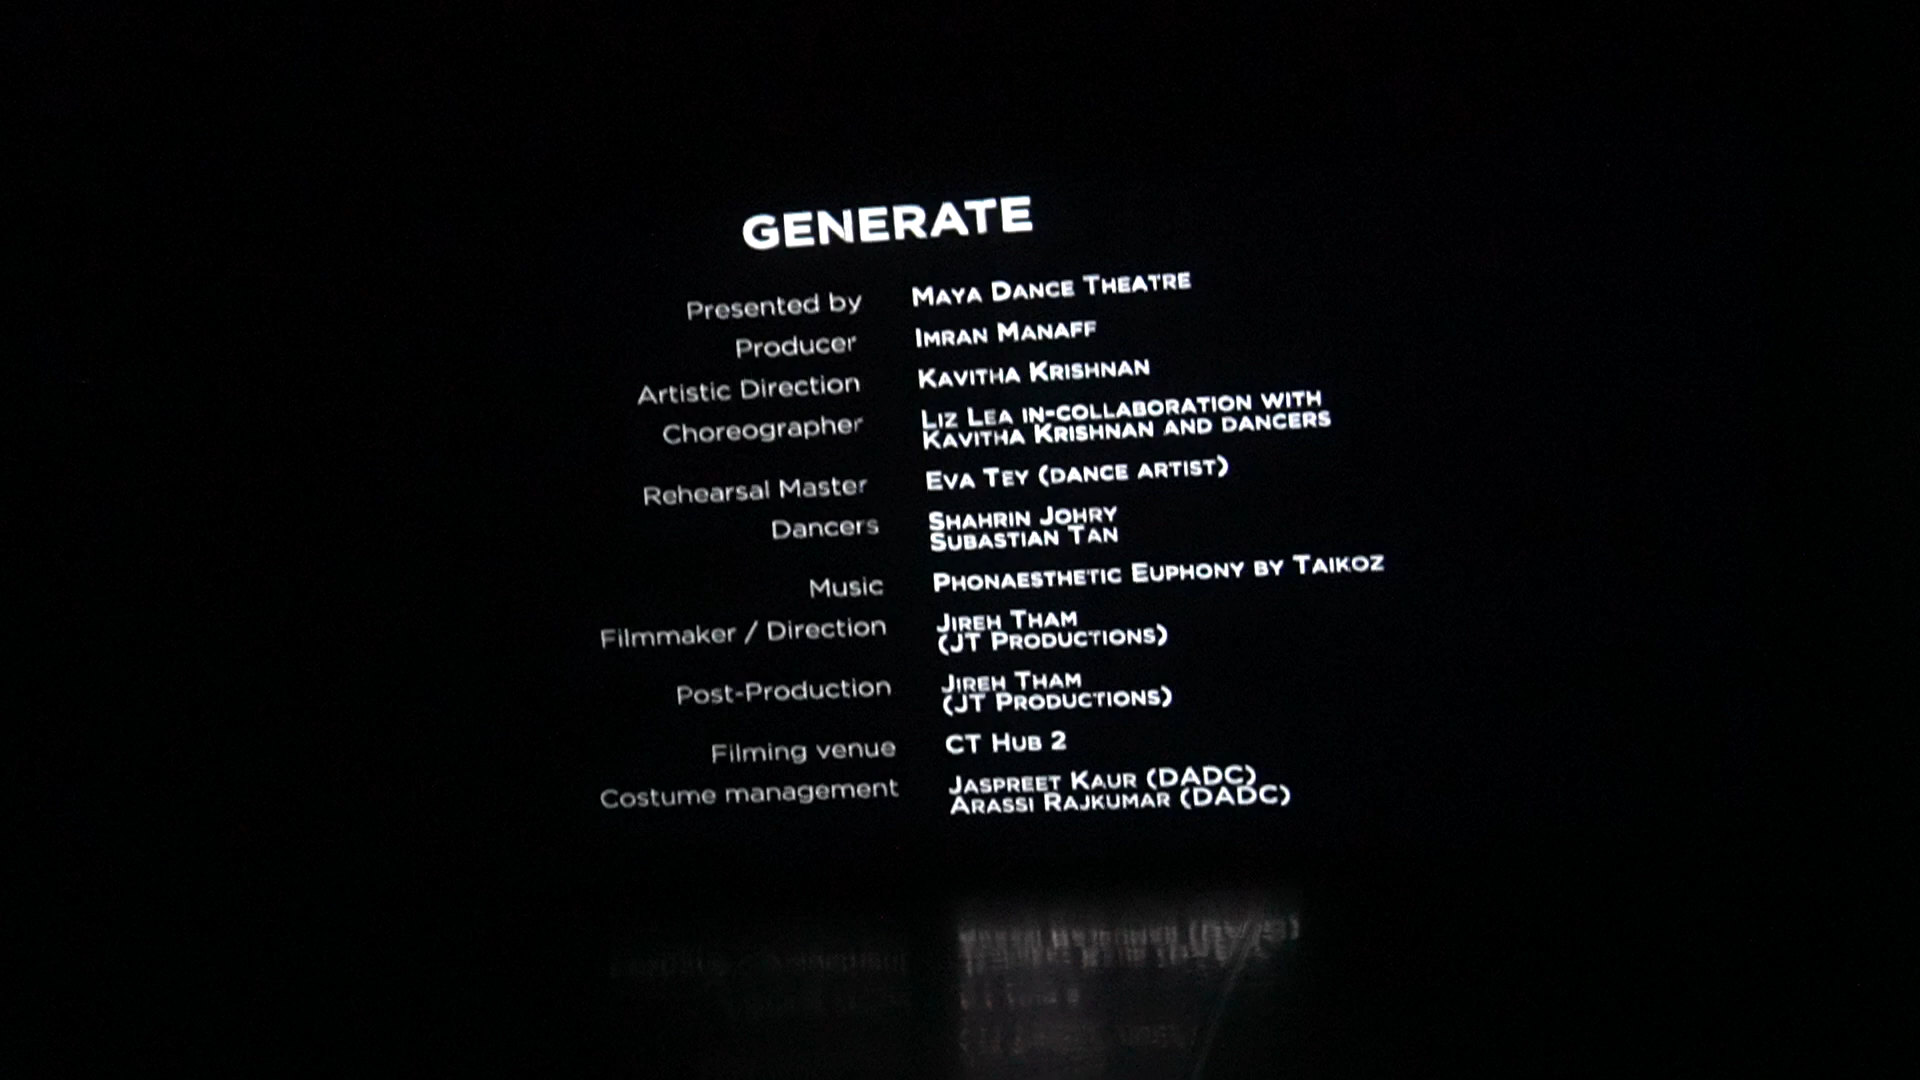 GENERATE
Presented by MAYA DANCE THEATRE
Producer IMRAN MANAFF
Artistic Direction KAVITHA KRISHNAN
Choreographer LIZ LEA IN-COLLABORATION WITH
KAVITHA KRISHNAN AND DANCERS
Rehearsal Master EVA TEY (DANCE ARTIST)
Dancers SHAHRIN JOHRY
SUBASTIAN TAN
Music PHONAESTHETIC EUPHONY BY TAIKOZ
Filmmaker / Direction JIREH THAM
(JT PRODUCTIONS)
Post-Production JIREH THAM
(JT PRODUCTIONS)
Filming venue CT HUB 2
Costume management JASPREET KAUR (DADC)
ARASSI RAJKUMAR (DADC)